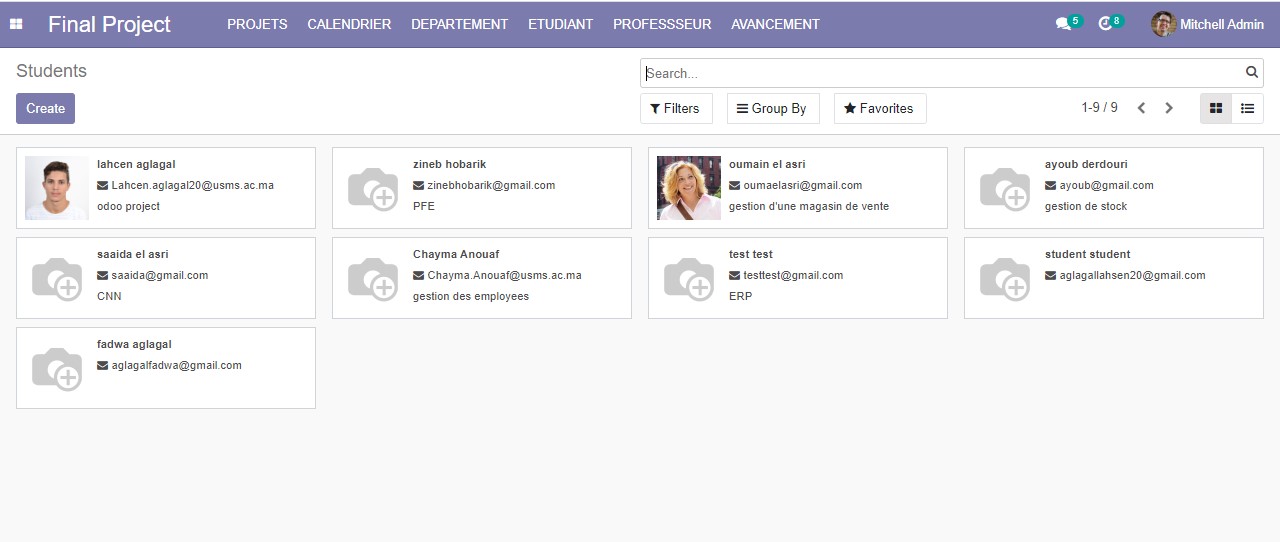 Final Project PROJETS CALENDRIER DEPARTEMENT ETUDIANT PROFESSSEUR AVANCEMENT 5 8 Mitchell Admin
Students
Search...
Create
Filters Group By Favorites 1-9 / 9
lahcen aglagal
Lahcen.aglagal20@usms.ac.ma
odoo project
zineb hobarik
zinebhobarik@gmail.com
PFE
oumain el asri
oumaelasri@gmail.com
gestion d'une magasin de vente
ayoub derdouri
ayoub@gmail.com
gestion de stock
saaida el asri
saaida@gmail.com
CNN
Chayma Anouaf
Chayma.Anouaf@usms.ac.ma
gestion des employees
test test
testtest@gmail.com
ERP
student student
aglagallahsen20@gmail.com
fadwa aglagal
aglagalfadwa@gmail.com